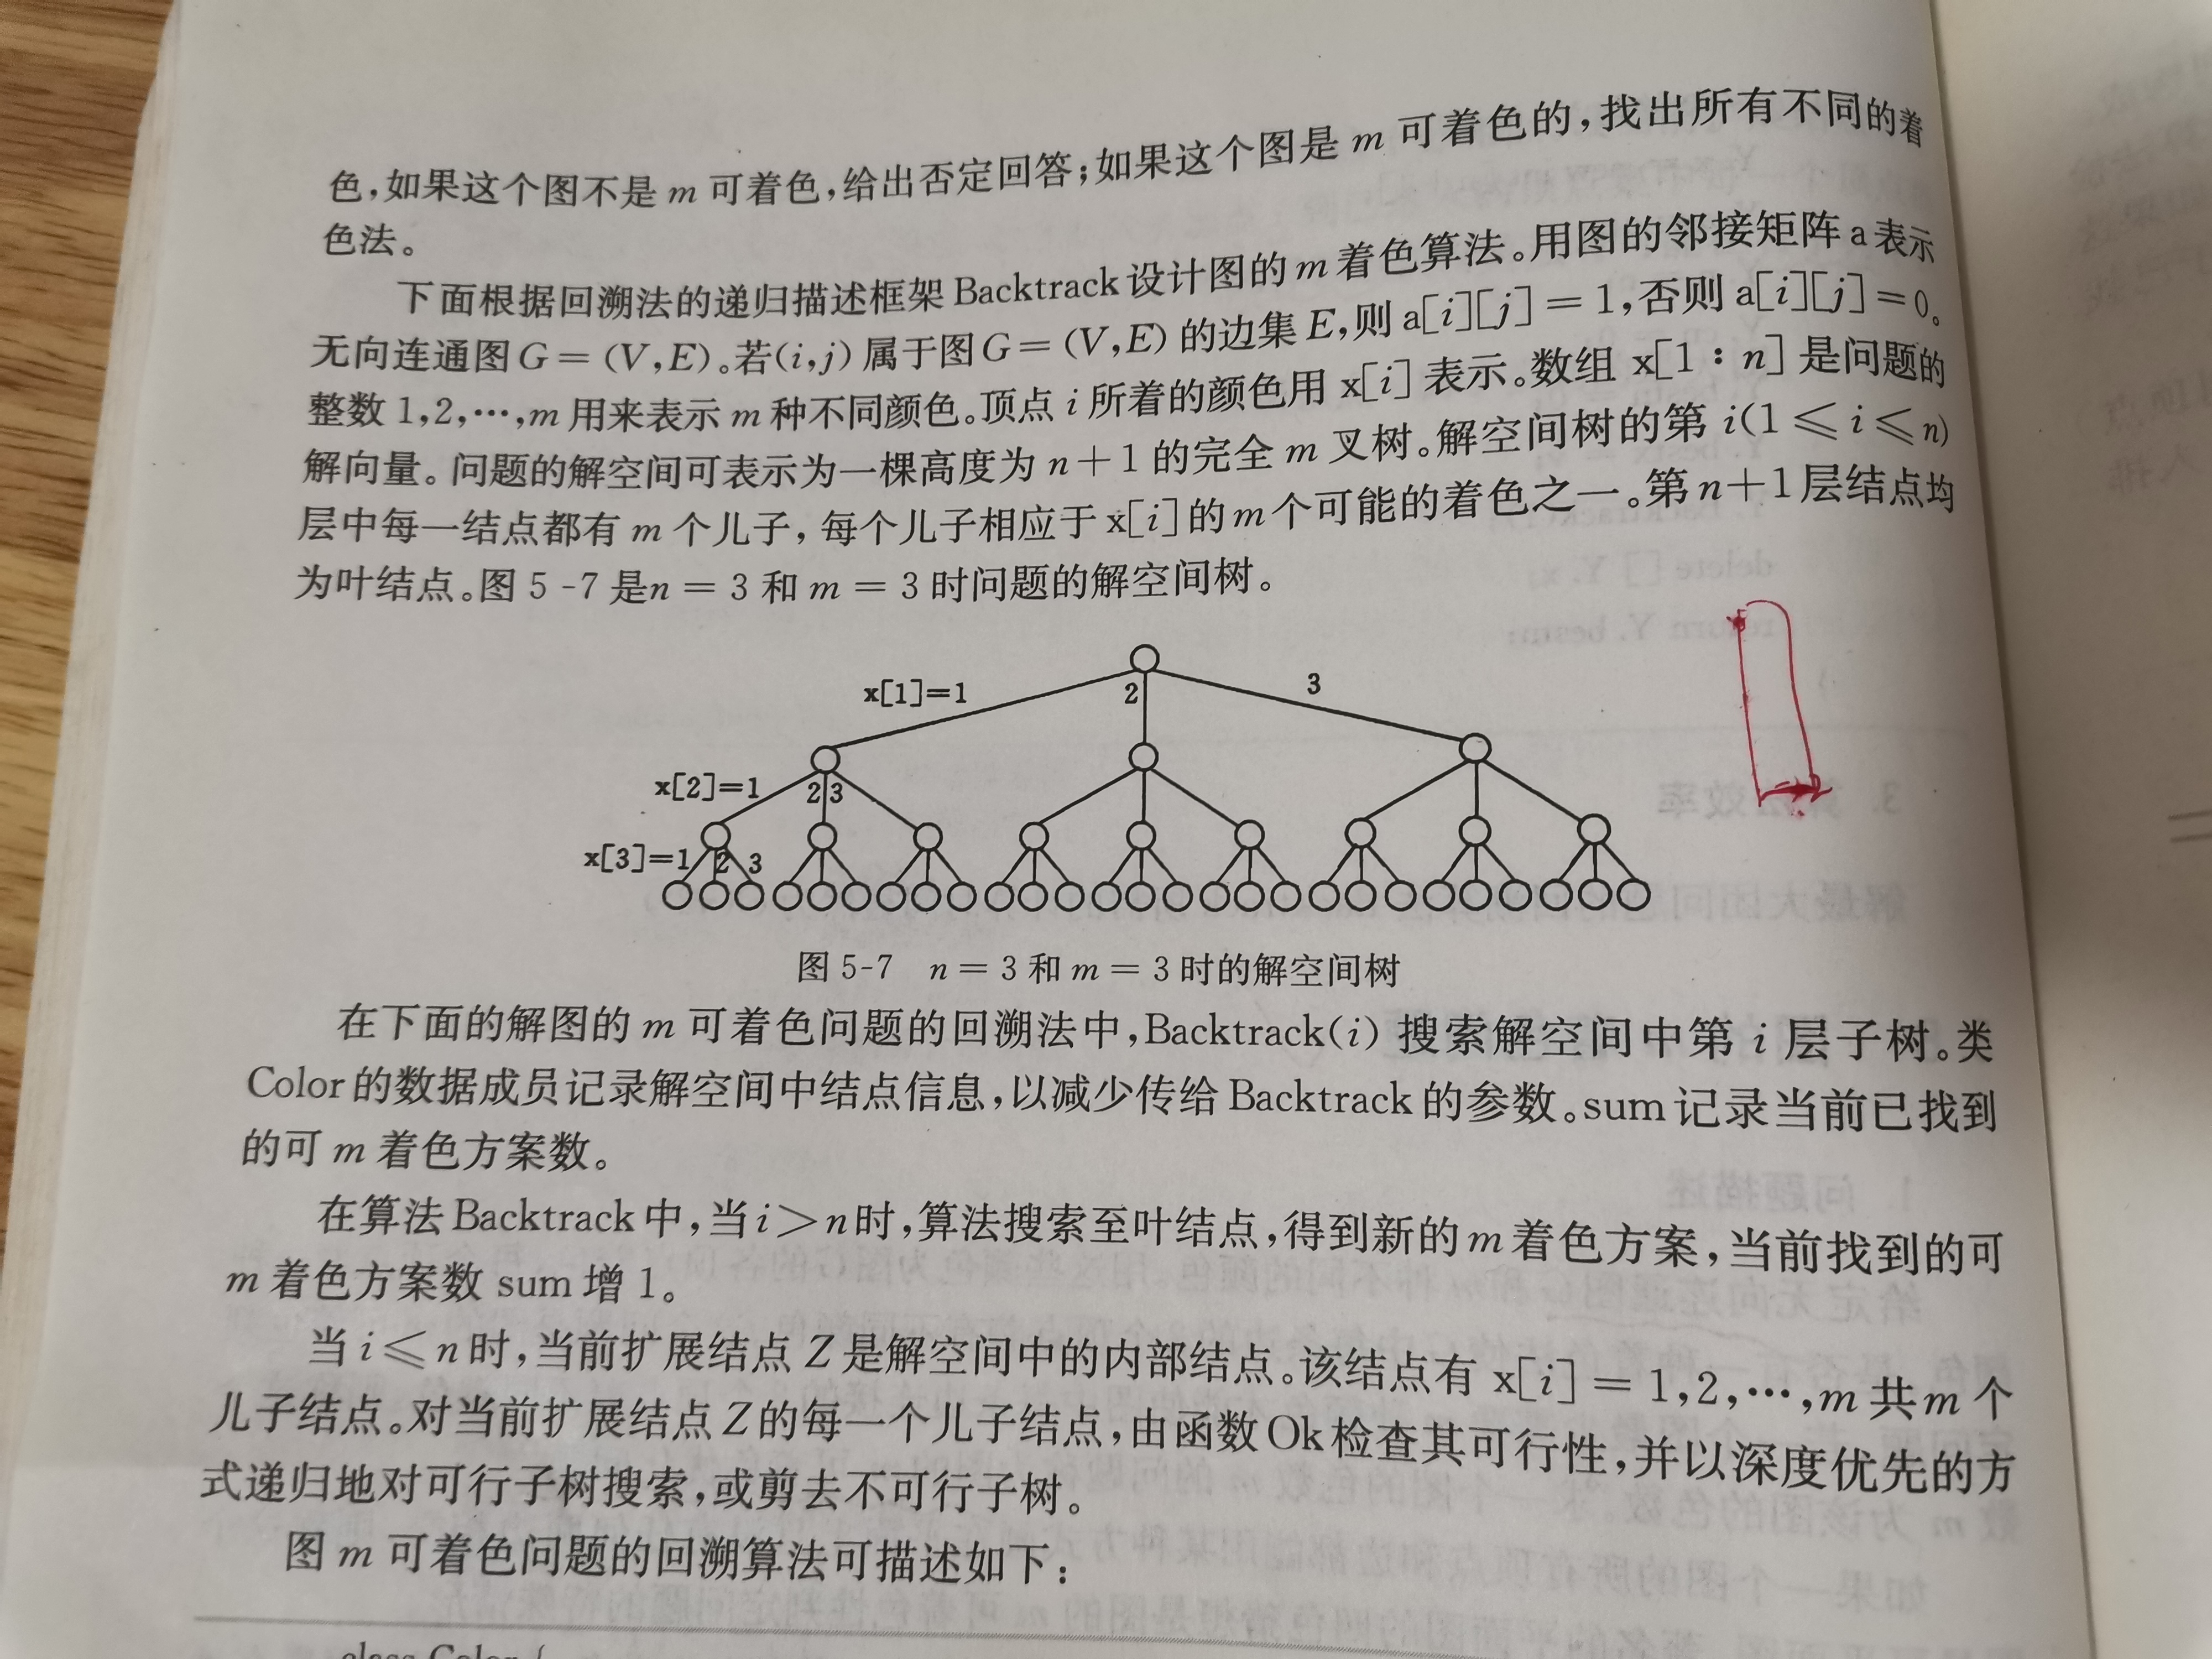 色,如果这个图不是 m 可着色,给出否定回答;如果这个图是 m 可着色的,找出所有不同的着
色法。
下面根据回溯法的递归描述框架 Backtrack 设计图的 m 着色算法。用图的邻接矩阵 a 表示
无向连通图 G = (V,E)。若(i,j) 属于图 G = (V,E) 的边集 E,则 a[i][j] = 1,否则 a[i][j] = 0。
整数 1,2,…,m 用来表示 m 种不同颜色。顶点 i 所着的颜色用 x[i] 表示。数组 x[1 : n] 是问题的
解向量。问题的解空间可表示为一棵高度为 n+1 的完全 m 叉树。解空间树的第 i(1 ≤ i ≤ n)
层中每一结点都有 m 个儿子,每个儿子相应于 x[i] 的 m 个可能的着色之一。第 n+1 层结点均
为叶结点。图 5-7 是 n = 3 和 m = 3 时问题的解空间树。
x[1]=1 2 3
x[2]=1 2 3
x[3]=1 2 3
图 5-7 n = 3 和 m = 3 时的解空间树
在下面的解图的 m 可着色问题的回溯法中,Backtrack(i) 搜索解空间中第 i 层子树。类
Color 的数据成员记录解空间中结点信息,以减少传给 Backtrack 的参数。sum 记录当前已找到
的可 m 着色方案数。
在算法 Backtrack 中,当 i > n 时,算法搜索至叶结点,得到新的 m 着色方案,当前找到的可
m 着色方案数 sum 增 1。
当 i ≤ n 时,当前扩展结点 Z 是解空间中的内部结点。该结点有 x[i] = 1,2,…,m 共 m 个
儿子结点。对当前扩展结点 Z 的每一个儿子结点,由函数 Ok 检查其可行性,并以深度优先的方
式递归地对可行子树搜索,或剪去不可行子树。
图 m 可着色问题的回溯算法可描述如下:
class Color {